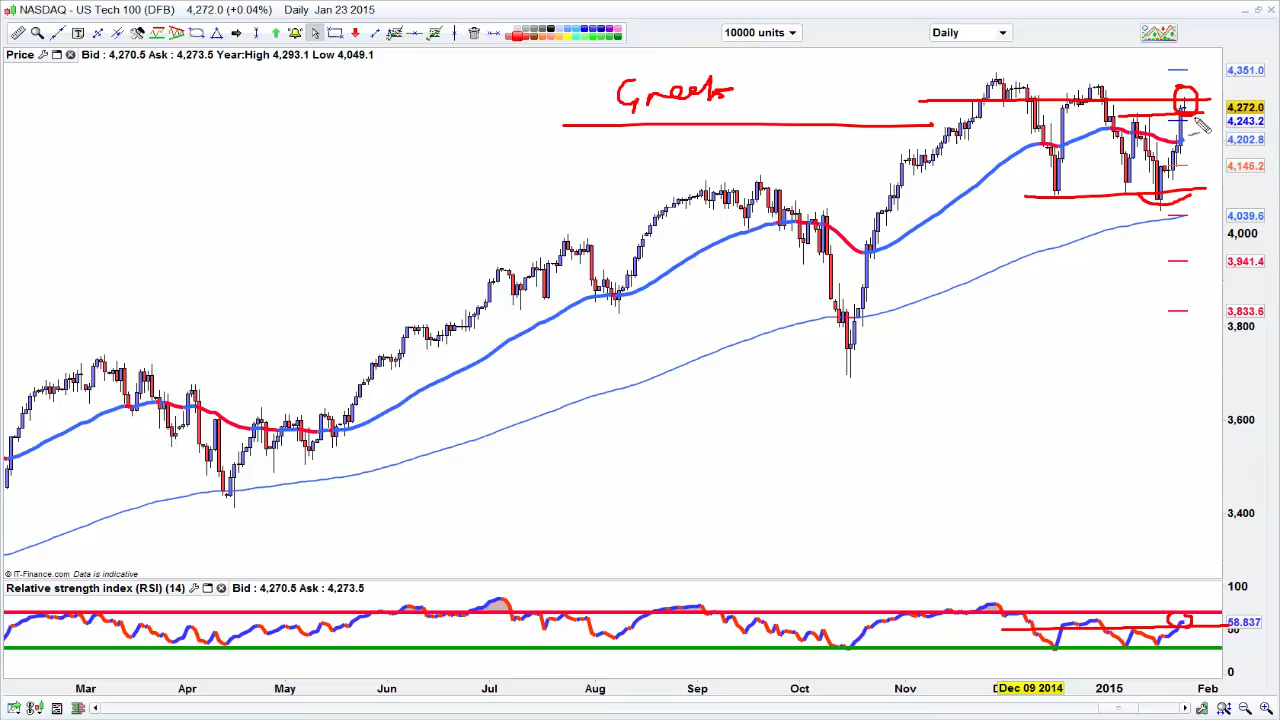 NASDAQ - US Tech 100 (DFB) 4,272.0 (+0.04%) Daily Jan 23 2015
10000 units
Daily
Price Bid : 4,270.5 Ask : 4,273.5 Year:High 4,293.1 Low 4,049.1
4,351.0
4,272.0
4,243.2
4,202.8
4,146.2
4,039.6
4,000
3,941.4
3,833.6
3,800
3,600
3,400
© IT-Finance.com Data is indicative
Relative strength index (RSI) (14) Bid : 4,270.5 Ask : 4,273.5
100
58.837
0
Mar Apr May Jun Jul Aug Sep Oct Nov Dec 09 2014 2015 Feb